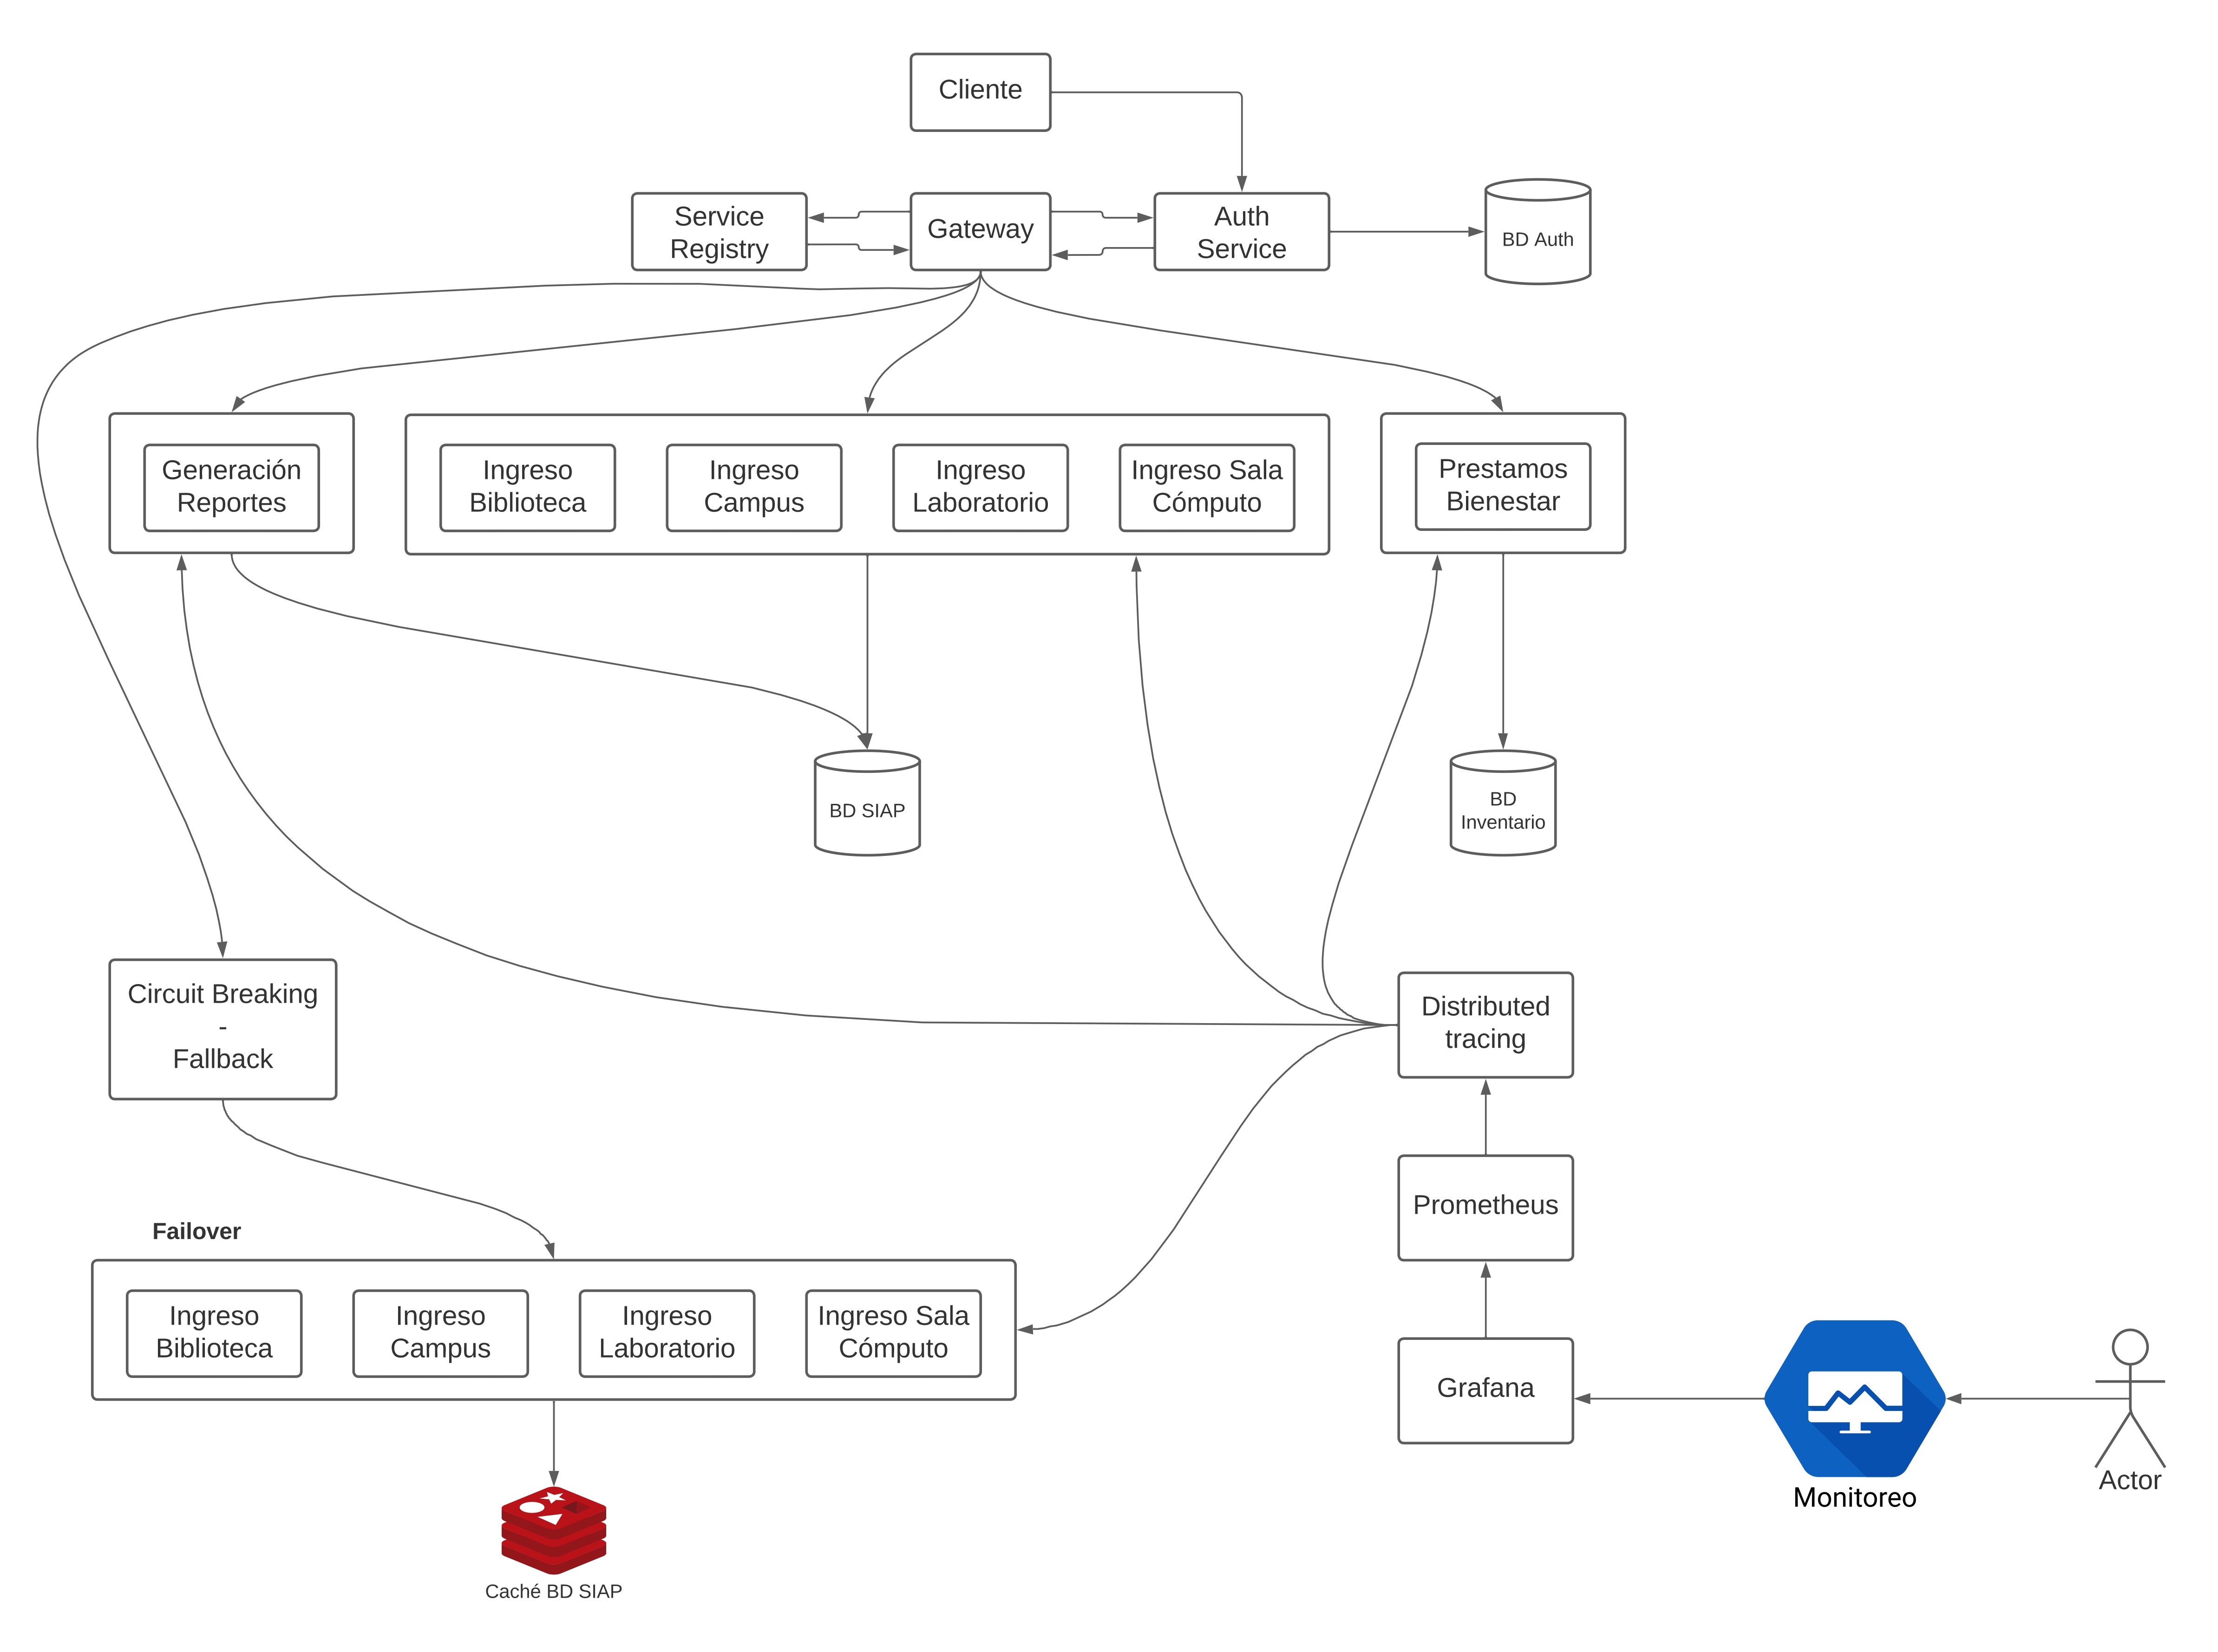 Cliente
Service
Registry
Gateway
Auth
Service
BD Auth
Generación
Reportes
Ingreso
Biblioteca
Ingreso
Campus
Ingreso
Laboratorio
Ingreso Sala
Cómputo
Prestamos
Bienestar
BD SIAP
BD
Inventario
Circuit Breaking
-
Fallback
Distributed
tracing
Prometheus
Failover
Ingreso
Biblioteca
Ingreso
Campus
Ingreso
Laboratorio
Ingreso Sala
Cómputo
Grafana
Monitoreo
Actor
Caché BD SIAP